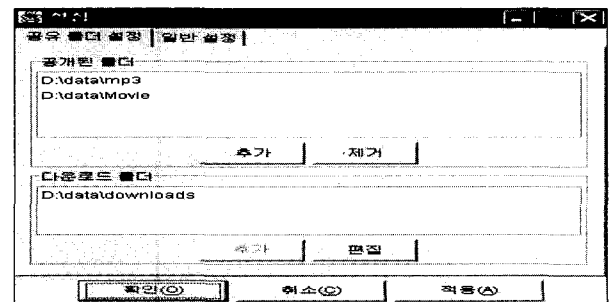 공유 폴더 설정 일반 설정
공개된 폴더
D:\data\mp3
D:\data\Movie
추가 제거
다운로드 폴더
D:\data\downloads
추가 편집
확인(O) 취소(C) 적용(A)